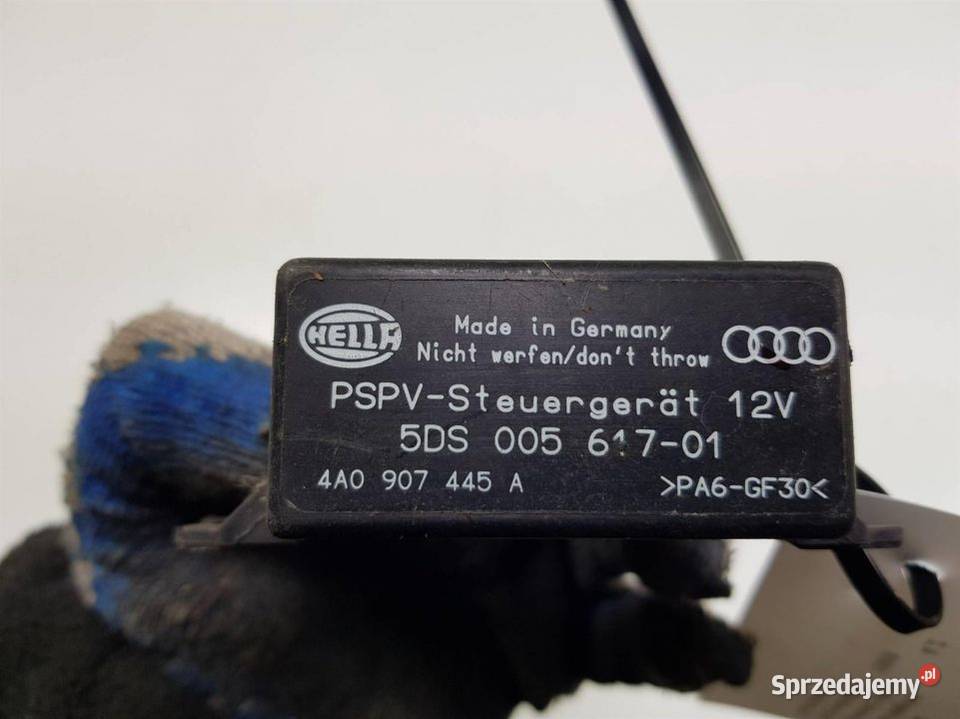 HELLA
Made in Germany
Nicht werfen/don't throw
PSPV-Steuergerät 12V
5DS 005 617-01
4A0 907 445 A >PA6-GF30<
Sprzedajemy.pl